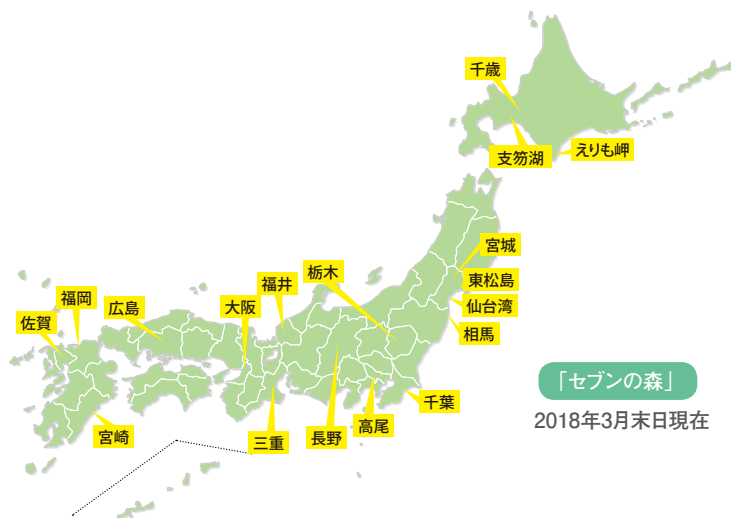 千歳
支笏湖
えりも岬
宮城
栃木
福井
東松島
福岡
広島
大阪
仙台湾
佐賀
相馬
「セブンの森」
千葉
2018年3月末日現在
高尾
宮崎
長野
三重